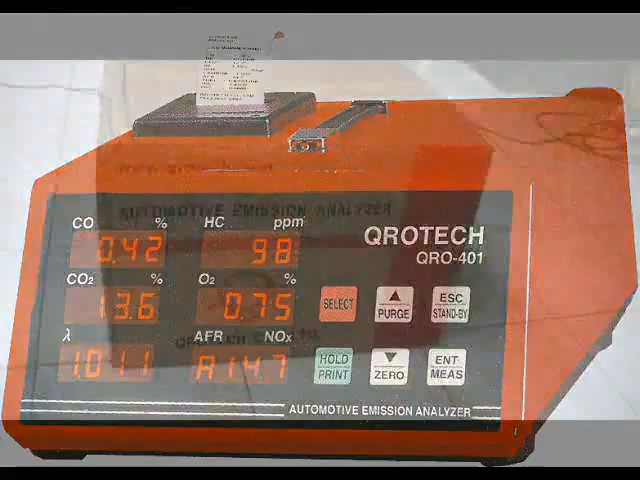 AUTOMOTIVE EMISSION ANALYZER
CO % HC ppm
0.42 98
QROTECH
QRO-401
CO2 % O2 %
13.6 0.75
SELECT
▲
PURGE
ESC
STAND-BY
λ AFR NOx
1.011 A14.7
HOLD
PRINT
▼
ZERO
ENT
MEAS
AUTOMOTIVE EMISSION ANALYZER